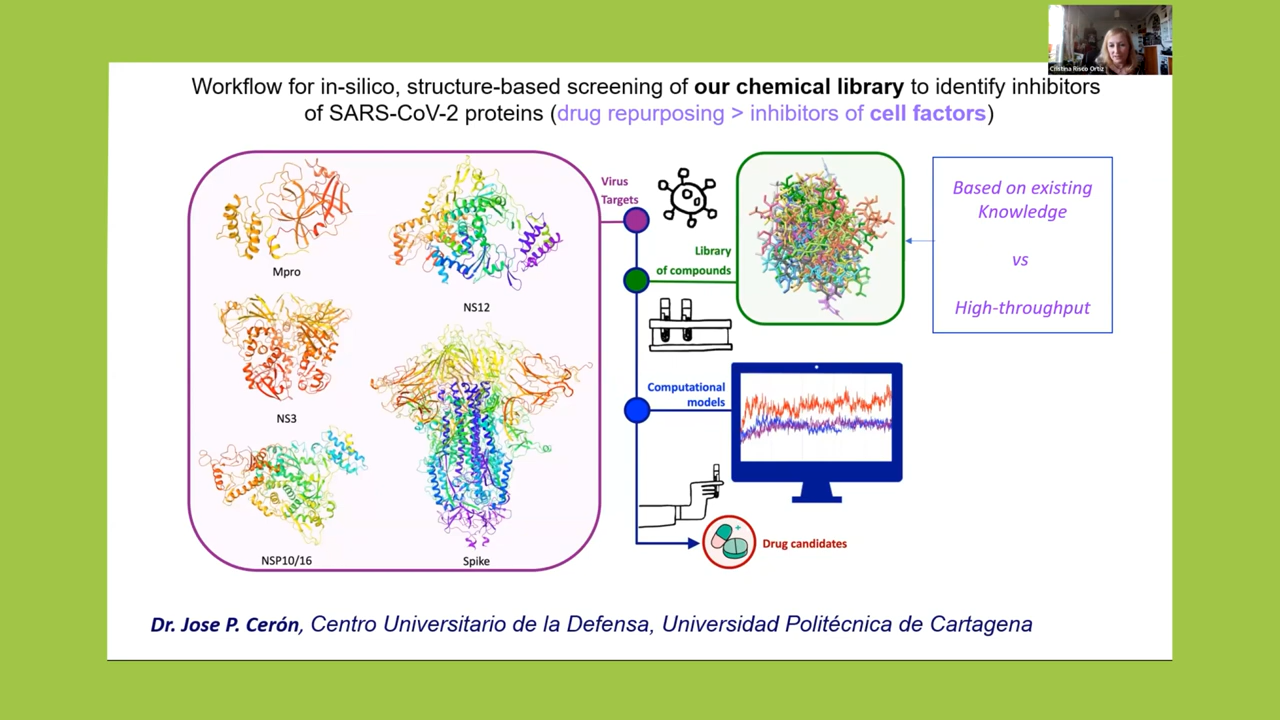 Cristina Risco Ortiz
Workflow for in-silico, structure-based screening of our chemical library to identify inhibitors
of SARS-CoV-2 proteins (drug repurposing > inhibitors of cell factors)
Mpro
NS12
NS3
NSP10/16
Spike
Virus
Targets
Library
of compounds
Computational
models
Drug candidates
Based on existing
Knowledge
vs
High-throughput
Dr. Jose P. Cerón, Centro Universitario de la Defensa, Universidad Politécnica de Cartagena